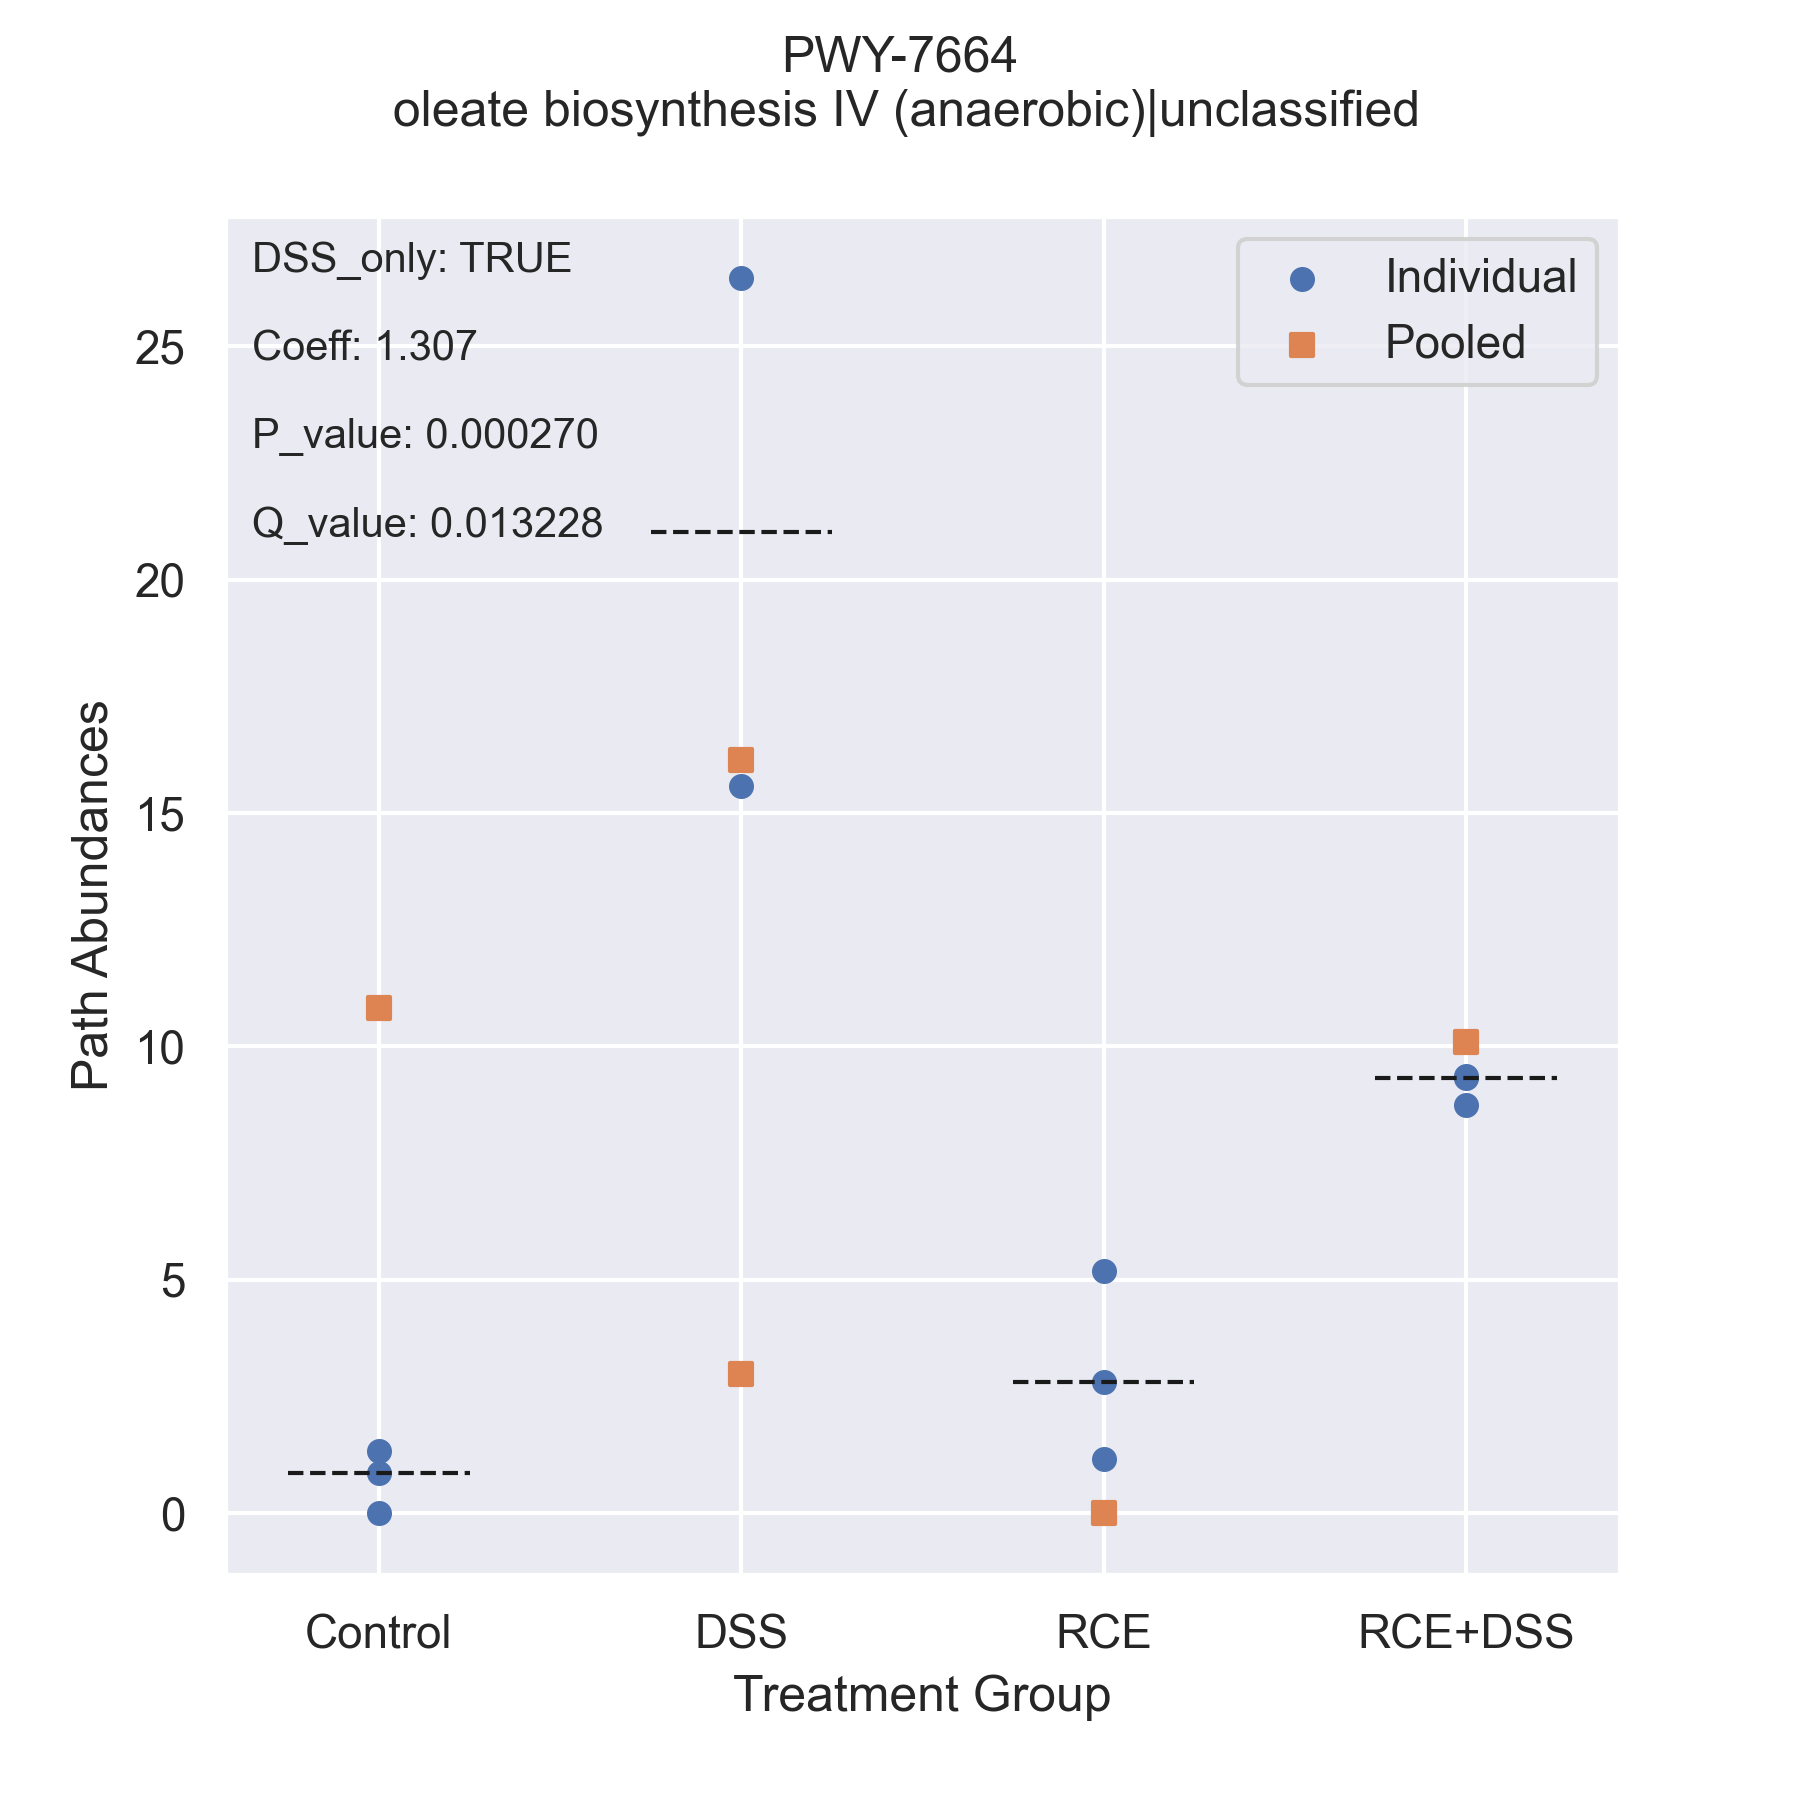 PWY-7664
oleate biosynthesis IV (anaerobic)|unclassified
DSS_only: TRUE
Coeff: 1.307
P_value: 0.000270
Q_value: 0.013228
Individual
Pooled
Path Abundances
25
20
15
10
5
0
Control
DSS
RCE
RCE+DSS
Treatment Group